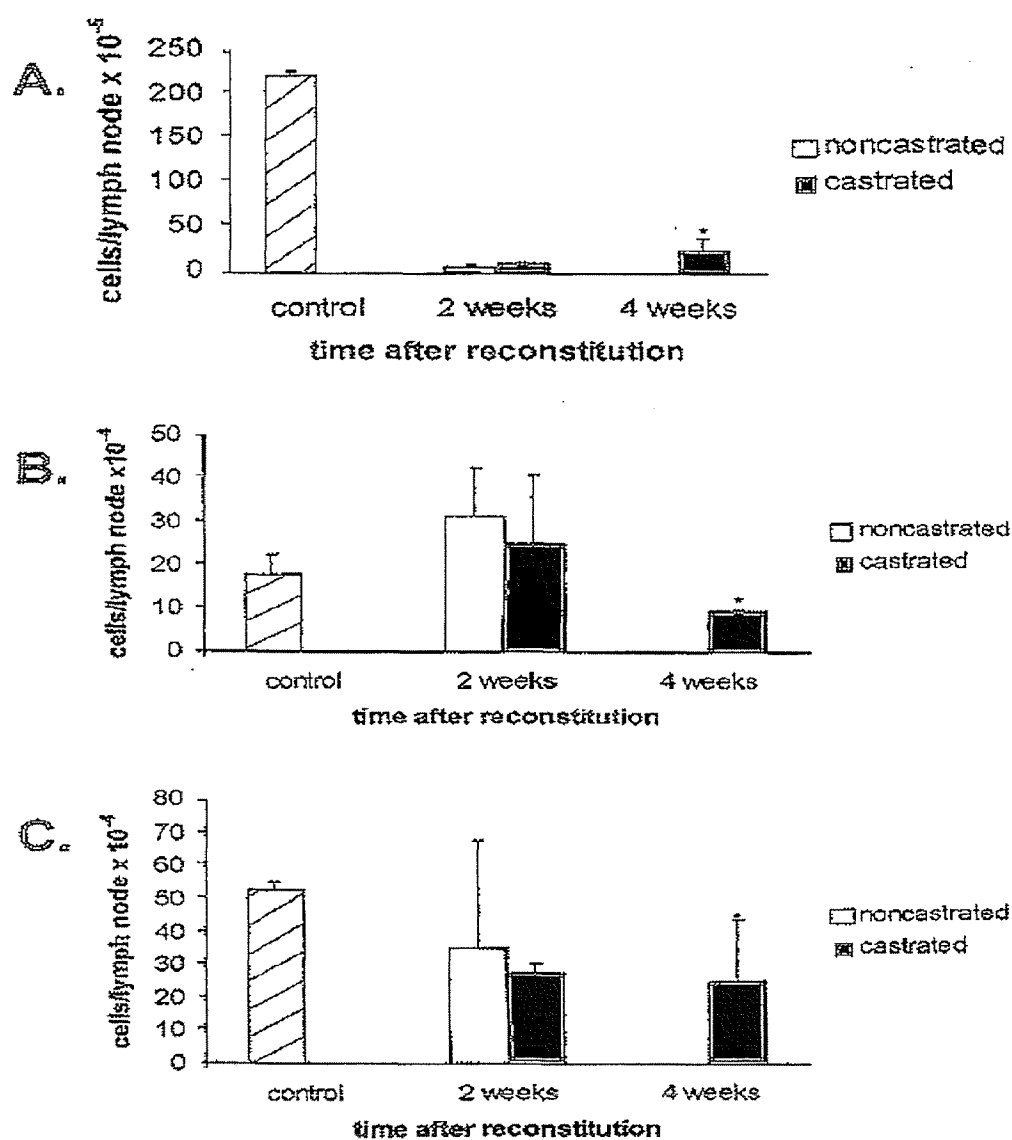 A.
cells/lymph node x 10⁻⁵
250
200
150
100
50
0
*
control
2 weeks
4 weeks
time after reconstitution
noncastrated
castrated
B.
cells/lymph node x10⁻⁴
50
40
30
20
10
0
*
control
2 weeks
4 weeks
time after reconstitution
noncastrated
castrated
C.
cells/lymph node x 10⁻⁴
80
70
60
50
40
30
20
10
0
*
control
2 weeks
4 weeks
time after reconstitution
noncastrated
castrated